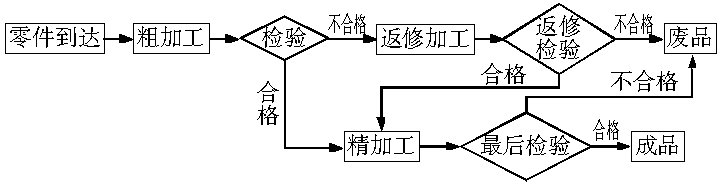 零件到达
粗加工
检验
不合格
返修加工
返修
检验
不合格
废品
合格
合格
不合格
精加工
最后检验
合格
成品